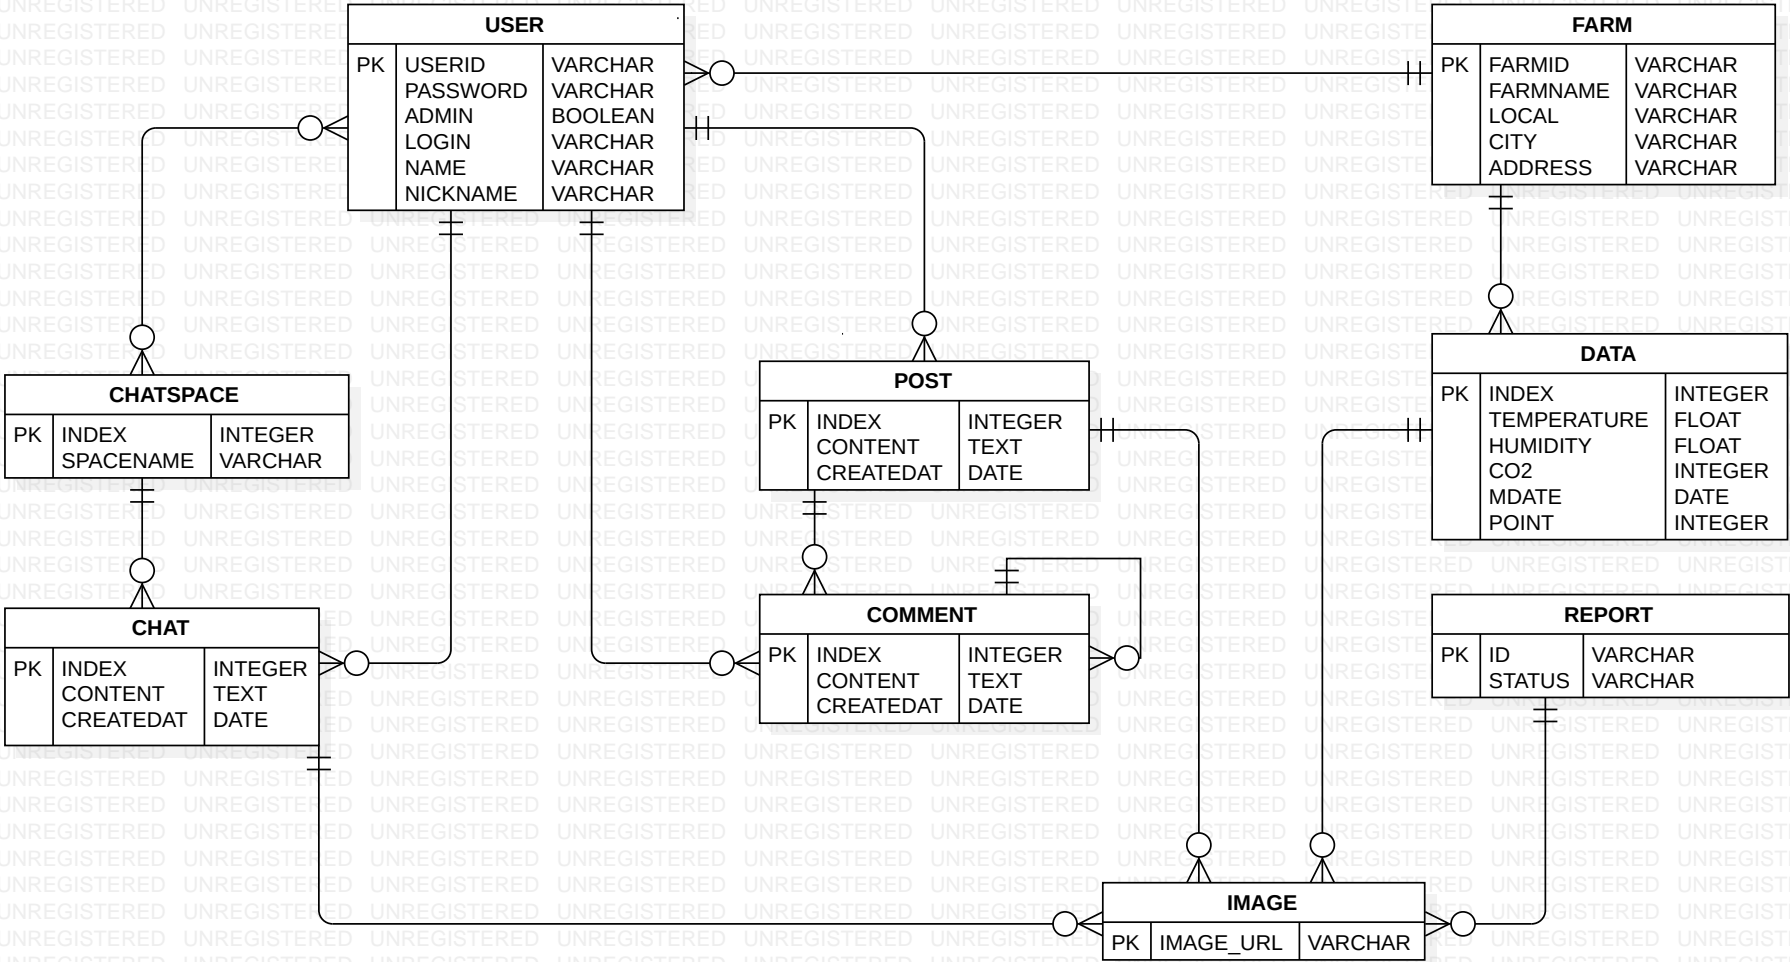 USER
PK USERID VARCHAR
PASSWORD VARCHAR
ADMIN BOOLEAN
LOGIN VARCHAR
NAME VARCHAR
NICKNAME VARCHAR
FARM
PK FARMID VARCHAR
FARMNAME VARCHAR
LOCAL VARCHAR
CITY VARCHAR
ADDRESS VARCHAR
CHATSPACE
PK INDEX INTEGER
SPACENAME VARCHAR
POST
PK INDEX INTEGER
CONTENT TEXT
CREATEDAT DATE
DATA
PK INDEX INTEGER
TEMPERATURE FLOAT
HUMIDITY FLOAT
CO2 INTEGER
MDATE DATE
POINT INTEGER
CHAT
PK INDEX INTEGER
CONTENT TEXT
CREATEDAT DATE
COMMENT
PK INDEX INTEGER
CONTENT TEXT
CREATEDAT DATE
REPORT
PK ID VARCHAR
STATUS VARCHAR
IMAGE
PK IMAGE_URL VARCHAR
UNREGISTERED